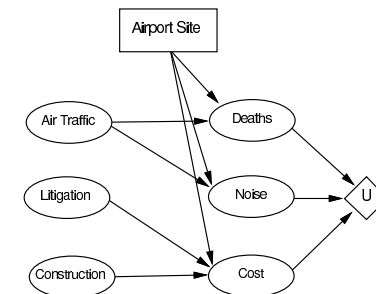 Airport Site
Air Traffic
Deaths
Litigation
Noise
U
Construction
Cost